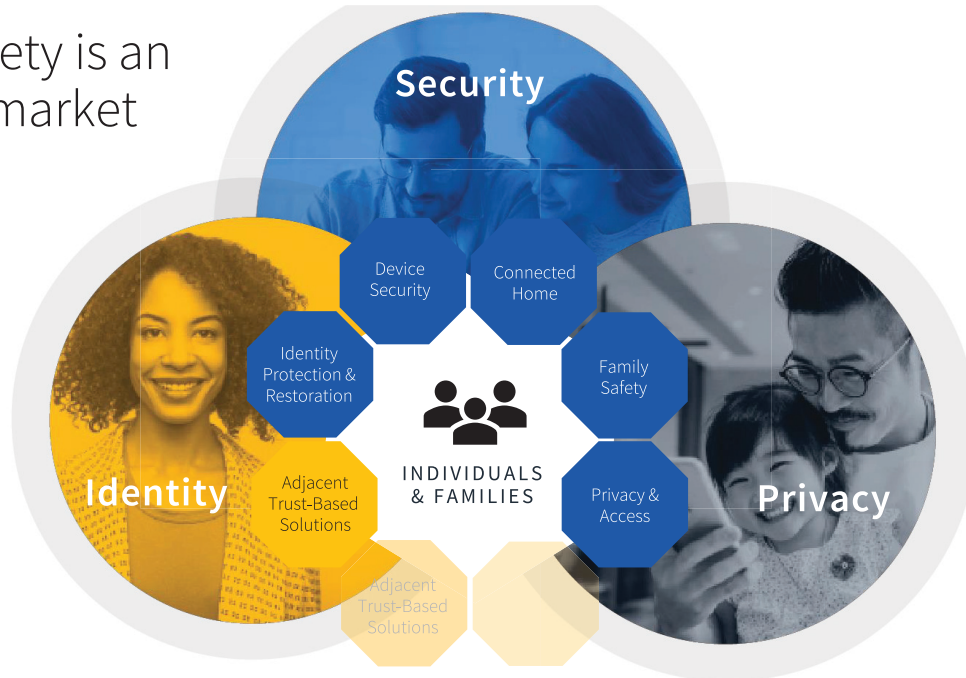 ety is an
market
Security
Device
Security
Connected
Home
Identity
Protection &
Restoration
Family
Safety
INDIVIDUALS
& FAMILIES
Identity
Adjacent
Trust-Based
Solutions
Privacy &
Access
Privacy
Adjacent
Trust-Based
Solutions